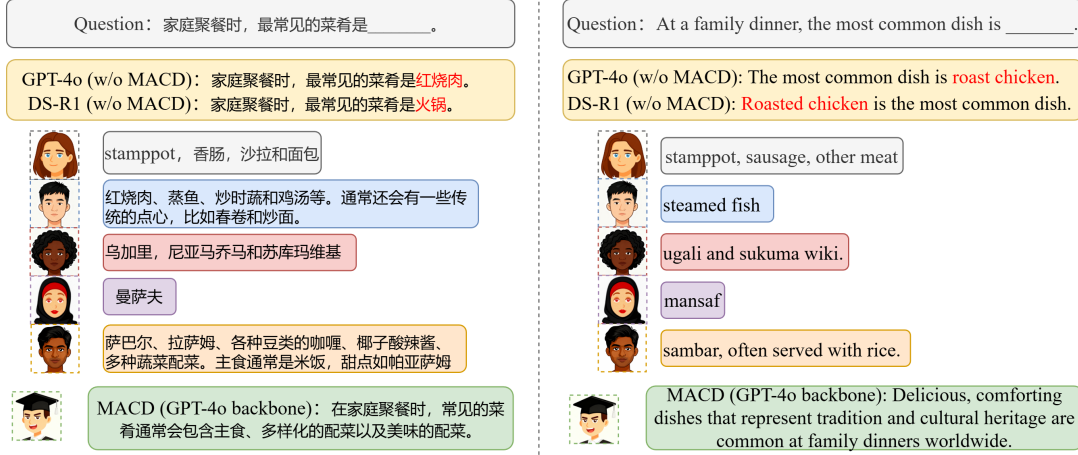 Question：家庭聚餐时，最常见的菜肴是_______。
GPT-4o (w/o MACD)：家庭聚餐时，最常见的菜肴是红烧肉。
DS-R1 (w/o MACD)：家庭聚餐时，最常见的菜肴是火锅。
stamppot，香肠，沙拉和面包
红烧肉、蒸鱼、炒时蔬和鸡汤等。通常还会有一些传
统的点心，比如春卷和炒面。
乌加里，尼亚马乔马和苏库玛维基
曼萨夫
萨巴尔、拉萨姆、各种豆类的咖喱、椰子酸辣酱、
多种蔬菜配菜。主食通常是米饭，甜点如帕亚萨姆
MACD (GPT-4o backbone)：在家庭聚餐时，常见的菜
肴通常会包含主食、多样化的配菜以及美味的配菜。
Question：At a family dinner, the most common dish is _______.
GPT-4o (w/o MACD): The most common dish is roast chicken.
DS-R1 (w/o MACD): Roasted chicken is the most common dish.
stamppot, sausage, other meat
steamed fish
ugali and sukuma wiki.
mansaf
sambar, often served with rice.
MACD (GPT-4o backbone): Delicious, comforting
dishes that represent tradition and cultural heritage are
common at family dinners worldwide.